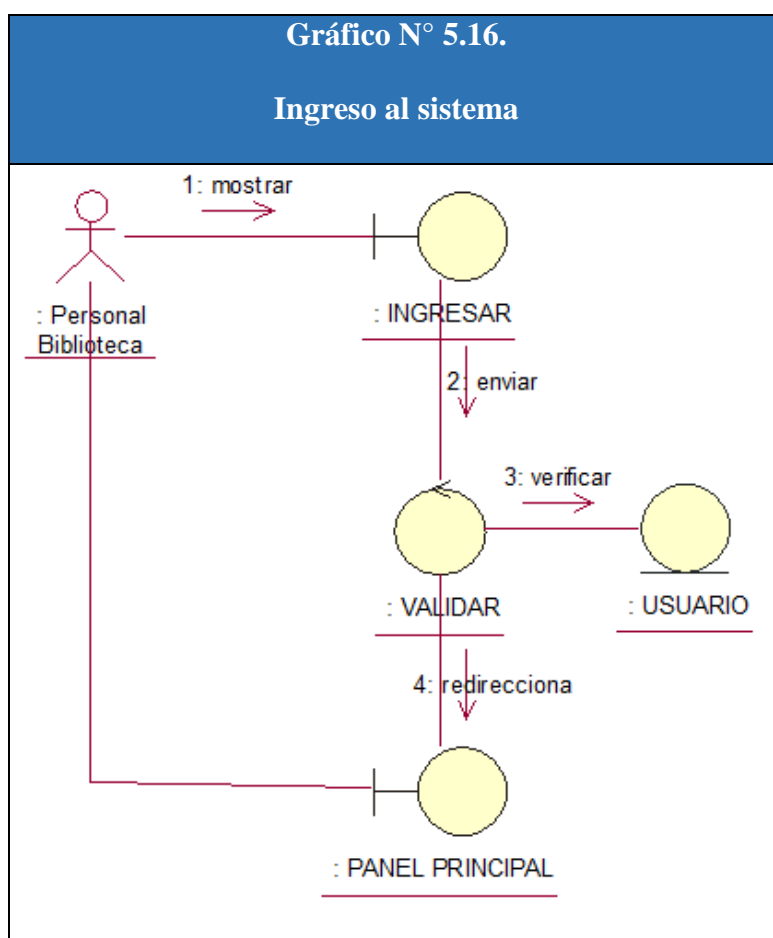 Gráfico N° 5.16.
Ingreso al sistema
1: mostrar
: Personal
Biblioteca
: INGRESAR
2: enviar
3: verificar
: VALIDAR
: USUARIO
4: redirecciona
: PANEL PRINCIPAL